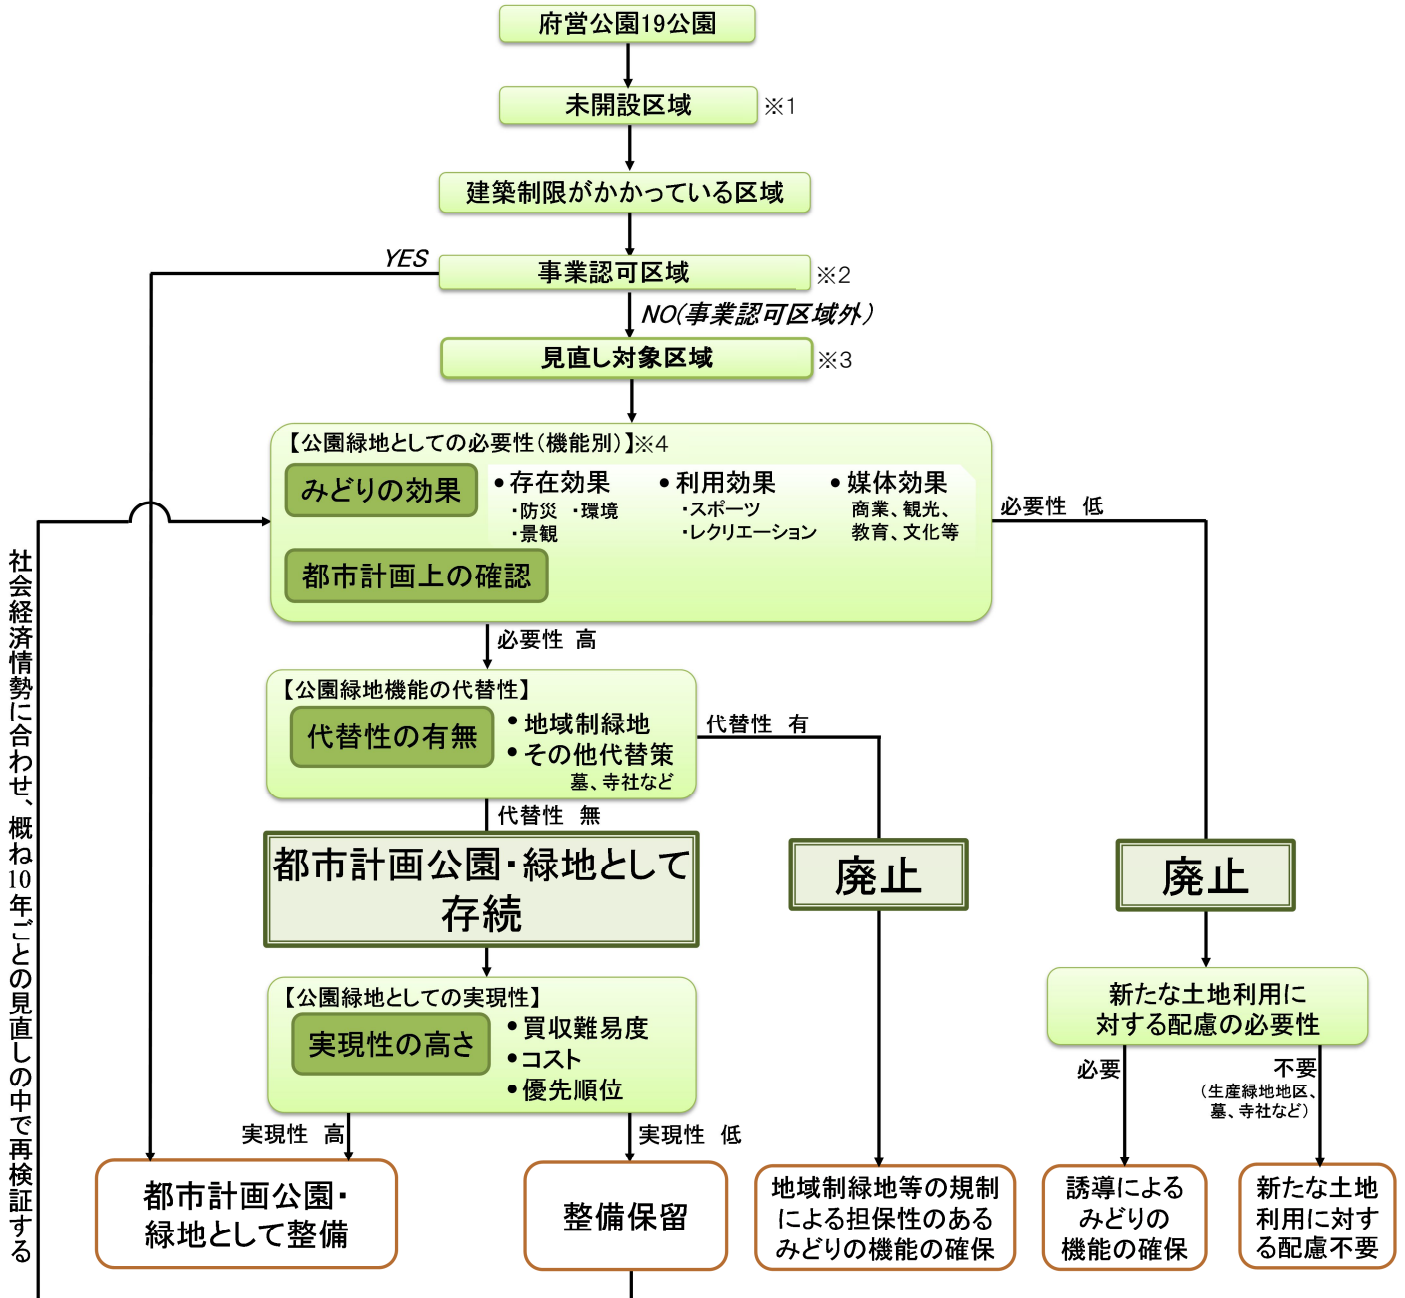 府営公園19公園
未開設区域
※1
建築制限がかかっている区域
YES
事業認可区域
※2
NO(事業認可区域外)
見直し対象区域
※3
【公園緑地としての必要性(機能別)】※4
みどりの効果
•存在効果
・防災 ・環境
・景観
•利用効果
・スポーツ
・レクリエーション
•媒体効果
商業、観光、
教育、文化等
都市計画上の確認
必要性 低
必要性 高
【公園緑地機能の代替性】
代替性の有無
•地域制緑地
•その他代替策
墓、寺社など
代替性 有
代替性 無
都市計画公園・緑地として
存続
廃止
廃止
【公園緑地としての実現性】
実現性の高さ
•買収難易度
•コスト
•優先順位
新たな土地利用に
対する配慮の必要性
必要
不要
(生産緑地地区、
墓、寺社など)
実現性 高
実現性 低
都市計画公園・
緑地として整備
整備保留
地域制緑地等の規制
による担保性のある
みどりの機能の確保
誘導による
みどりの
機能の確保
新たな土地
利用に対す
る配慮不要
社会経済情勢に合わせ、概ね10年ごとの見直しの中で再検証する